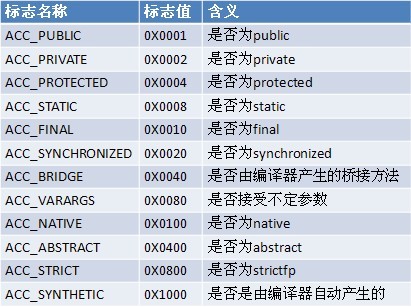 标志名称 标志值 含义
ACC_PUBLIC 0X0001 是否为public
ACC_PRIVATE 0X0002 是否为private
ACC_PROTECTED 0X0004 是否为protected
ACC_STATIC 0X0008 是否为static
ACC_FINAL 0X0010 是否为final
ACC_SYNCHRONIZED 0X0020 是否为synchronized
ACC_BRIDGE 0X0040 是否由编译器产生的桥接方法
ACC_VARARGS 0X0080 是否接受不定参数
ACC_NATIVE 0X0100 是否为native
ACC_ABSTRACT 0X0400 是否为abstract
ACC_STRICT 0X0800 是否为strictfp
ACC_SYNTHETIC 0X1000 是否是由编译器自动产生的